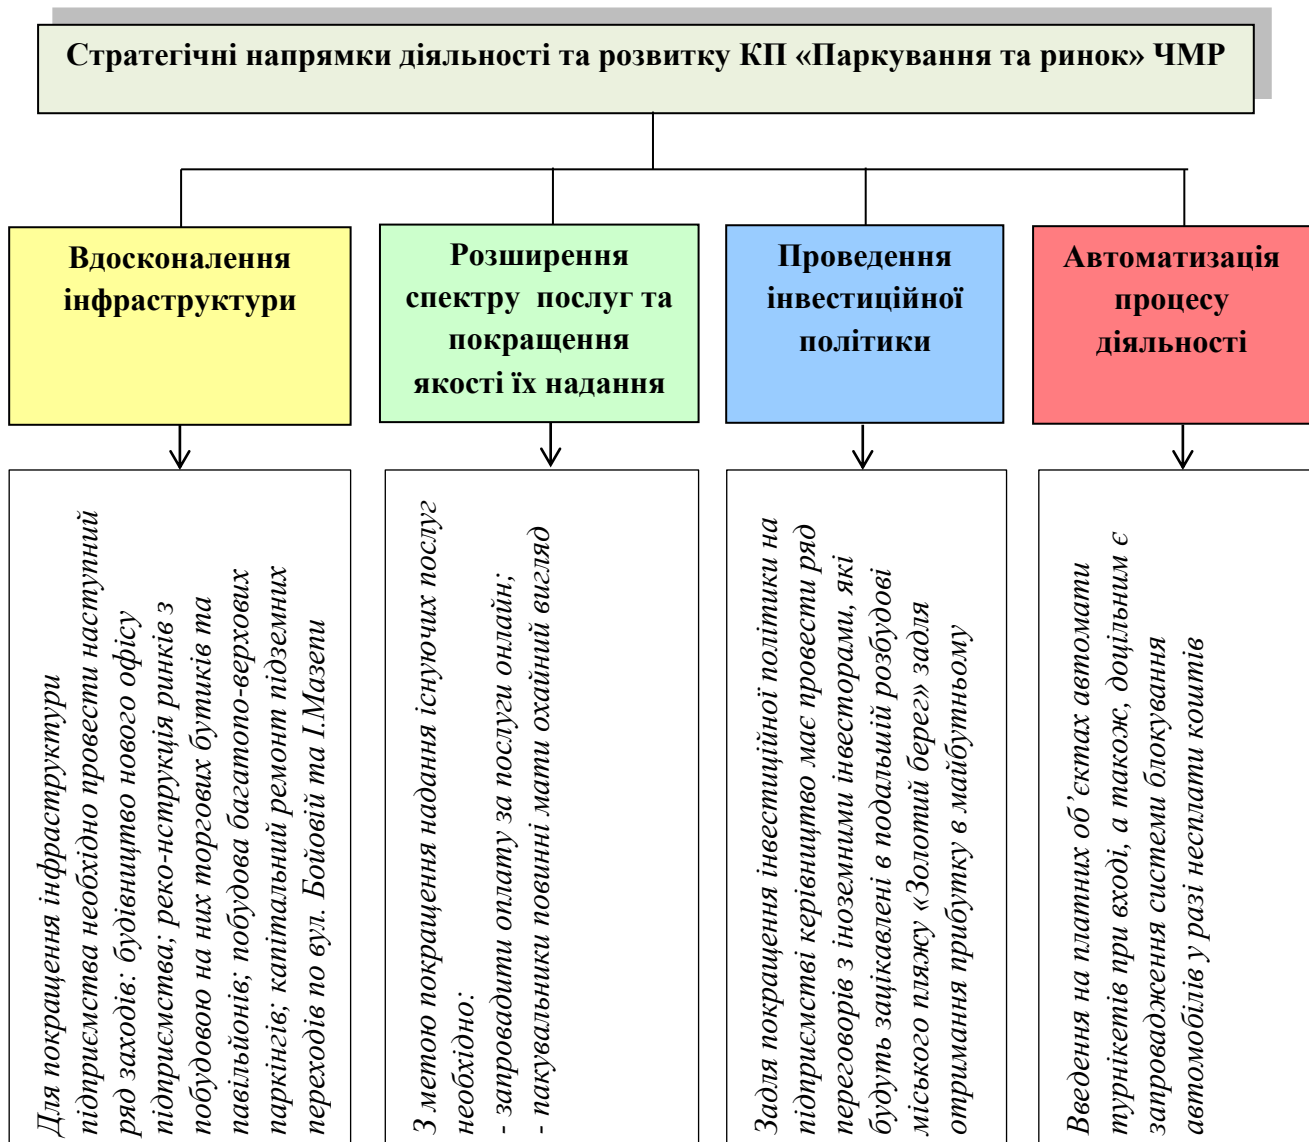 Стратегічні напрямки діяльності та розвитку КП «Паркування та ринок» ЧМР
Вдосконалення
інфраструктури
Розширення
спектру послуг та
покращення
якості їх надання
Проведення
інвестиційної
політики
Автоматизація
процесу
діяльності
Для покращення інфраструктури
підприємства необхідно провести наступний
ряд заходів: будівництво нового офісу
підприємства; реко-нструкція ринків з
побудовою на них торгових бутиків та
павільйонів; побудова багатопо-верхових
паркінгів; капітальний ремонт підземних
переходів по вул. Бойовій та І.Мазепи
З метою покращення надання існуючих послуг
необхідно:
- запровадити оплату за послуги онлайн;
- пакувальники повинні мати охайний вигляд
Задля покращення інвестиційної політики на
підприємстві керівництво має провести ряд
переговорів з іноземними інвесторами, які
будуть зацікавлені в подальшій розбудові
міського пляжу «Золотий берег» задля
отримання прибутку в майбутньому
Введення на платних об’єктах автомати
турнікетів при вході, а також, доцільним є
запровадження системи блокування
автомобілів у разі несплати коштів